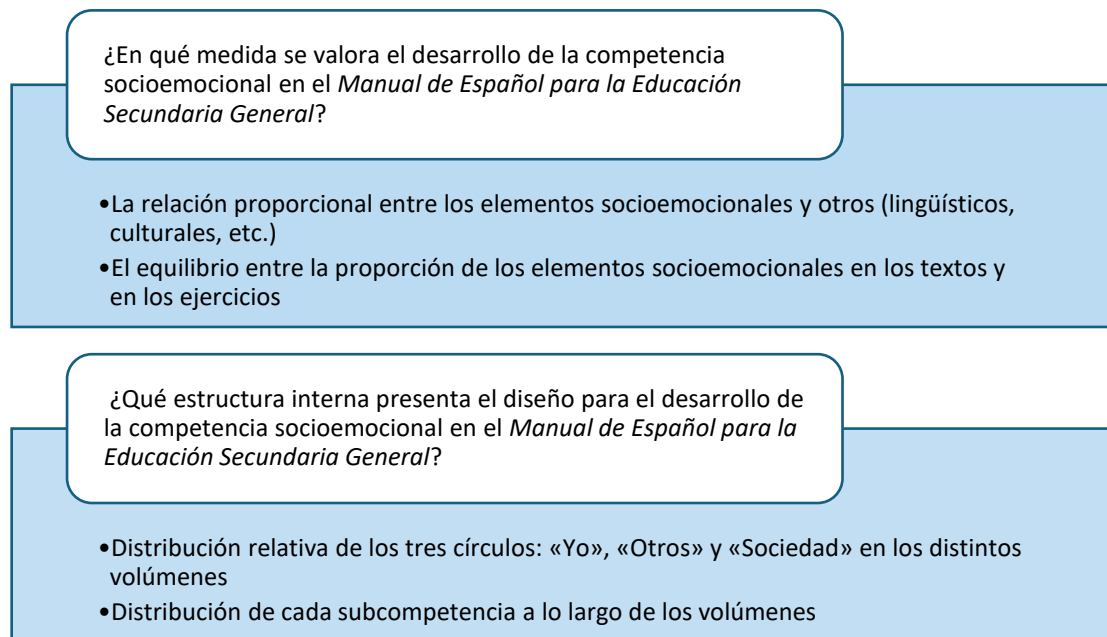 ¿En qué medida se valora el desarrollo de la competencia
socioemocional en el Manual de Español para la Educación
Secundaria General?
•La relación proporcional entre los elementos socioemocionales y otros (lingüísticos,
culturales, etc.)
•El equilibrio entre la proporción de los elementos socioemocionales en los textos y
en los ejercicios
¿Qué estructura interna presenta el diseño para el desarrollo de
la competencia socioemocional en el Manual de Español para la
Educación Secundaria General?
•Distribución relativa de los tres círculos: «Yo», «Otros» y «Sociedad» en los distintos
volúmenes
•Distribución de cada subcompetencia a lo largo de los volúmenes